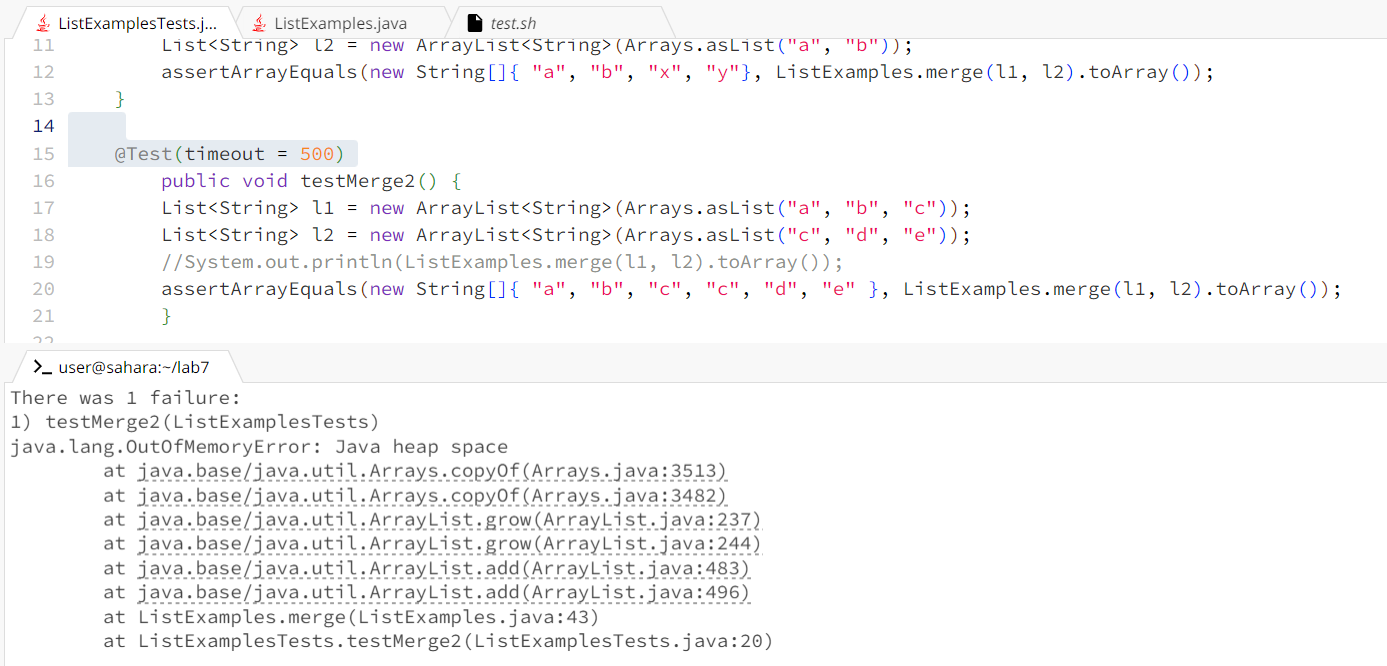 ListExamplesTests.j... ListExamples.java test.sh
11 List<String> l2 = new ArrayList<String>(Arrays.asList("a", "b"));
12 assertArrayEquals(new String[]{ "a", "b", "x", "y"}, ListExamples.merge(l1, l2).toArray());
13 }
14
15 @Test(timeout = 500)
16 public void testMerge2() {
17 List<String> l1 = new ArrayList<String>(Arrays.asList("a", "b", "c"));
18 List<String> l2 = new ArrayList<String>(Arrays.asList("c", "d", "e"));
19 //System.out.println(ListExamples.merge(l1, l2).toArray());
20 assertArrayEquals(new String[]{ "a", "b", "c", "c", "d", "e" }, ListExamples.merge(l1, l2).toArray());
21 }
22
>_ user@sahara:~/lab7
There was 1 failure:
1) testMerge2(ListExamplesTests)
java.lang.OutOfMemoryError: Java heap space
at java.base/java.util.Arrays.copyOf(Arrays.java:3513)
at java.base/java.util.Arrays.copyOf(Arrays.java:3482)
at java.base/java.util.ArrayList.grow(ArrayList.java:237)
at java.base/java.util.ArrayList.grow(ArrayList.java:244)
at java.base/java.util.ArrayList.add(ArrayList.java:483)
at java.base/java.util.ArrayList.add(ArrayList.java:496)
at ListExamples.merge(ListExamples.java:43)
at ListExamplesTests.testMerge2(ListExamplesTests.java:20)